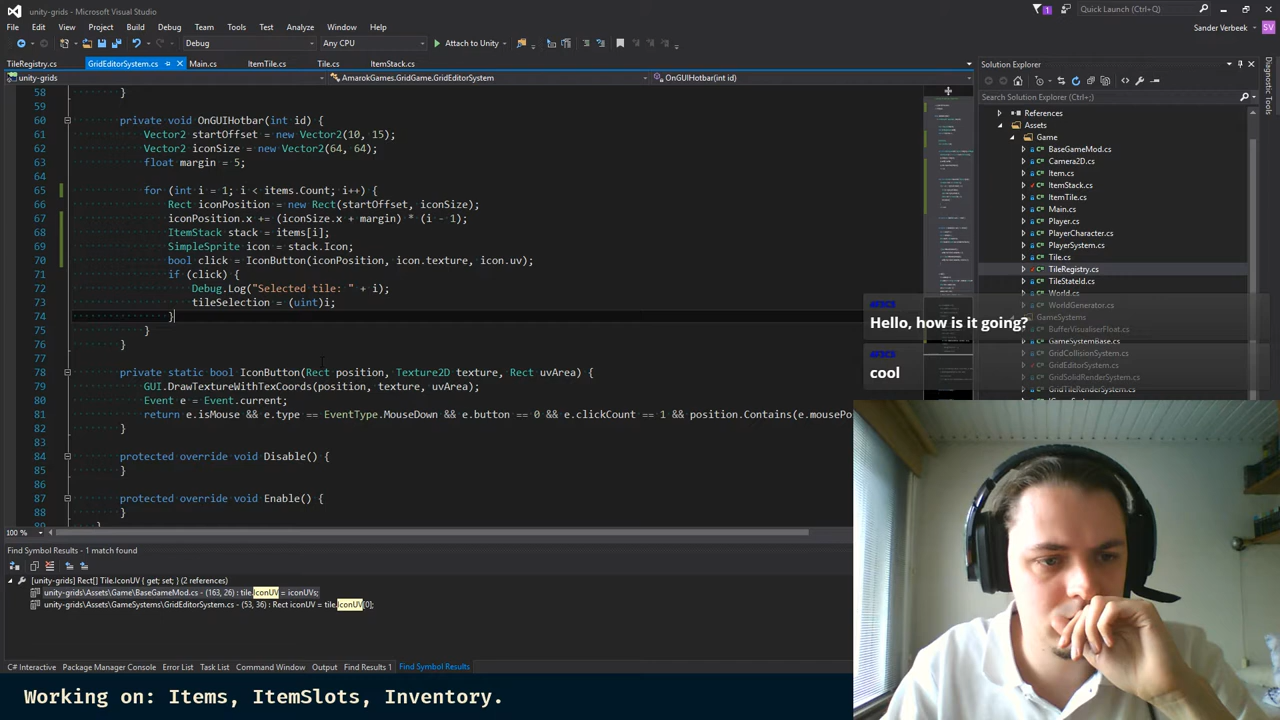 unity-grids - Microsoft Visual Studio
1
Quick Launch (Ctrl+Q)
File Edit View Project Build Debug Team Tools Architecture Test Analyze Window Help
Sander Verbeek SV
Debug Any CPU Attach to Unity
TileRegistry.cs GridEditorSystem.cs Main.cs ItemTile.cs Tile.cs ItemStack.cs
unity-grids AmarokGames.GridGame.GridEditorSystem OnGUIHotbar(int id)
58 }
59
60 private void OnGUIHotbar(int id) {
61 Vector2 startOffset = new Vector2(10, 15);
62 Vector2 iconSize = new Vector2(64, 64);
63 float margin = 5;
64
65 for (int i = 1; i < items.Count; i++) {
66 Rect iconPosition = new Rect(startOffset, iconSize);
67 iconPosition.x += (iconSize.x + margin) * (i - 1);
68 ItemStack stack = items[i];
69 SimpleSprite icon = stack.Icon;
70 bool click = IconButton(iconPosition, icon.texture, icon.uv);
71 if (click) {
72 Debug.Log("Selected tile: " + i);
73 tileSelection = (uint)i;
74 }
75 }
76 }
77
78 private static bool IconButton(Rect position, Texture2D texture, Rect uvArea) {
79 GUI.DrawTextureWithTexCoords(position, texture, uvArea);
80 Event e = Event.current;
81 return e.isMouse && e.type == EventType.MouseDown && e.button == 0 && e.clickCount == 1 && position.Contains(e.mousePo
82 }
83
84 protected override void Disable() {
85 }
86
87 protected override void Enable() {
88 }
89 }
100 %
Find Symbol Results - 1 match found
[unity-grids] Rect[] Tile.IconUV { get; set; } (2 references)
unity-grids\Assets\Game\BaseGameMod.cs - (163, 26) : tile.IconUV = iconUVs;
unity-grids\Assets\GameSystems\GridEditorSystem.cs - (53, 36) : Rect iconUV = tile.IconUV[0];
C# Interactive Package Manager Console Error List Task List Command Window Output Find Results 1 Find Symbol Results
Solution Explorer
Search Solution Explorer (Ctrl+;)
References
Assets
Game
BaseGameMod.cs
Camera2D.cs
Item.cs
ItemStack.cs
ItemTile.cs
Main.cs
Player.cs
PlayerCharacter.cs
PlayerSystem.cs
Tile.cs
TileRegistry.cs
TileStateId.cs
World.cs
WorldGenerator.cs
GameSystems
BufferVisualiserFloat.cs
GameSystemBase.cs
GridCollisionSystem.cs
GridEditorSystem.cs
GridSolidRendererSystem.cs
GridTileRenderSystem.cs
Diagnostic Tools
Hello, how is it going?
cool
Working on: Items, ItemSlots, Inventory.